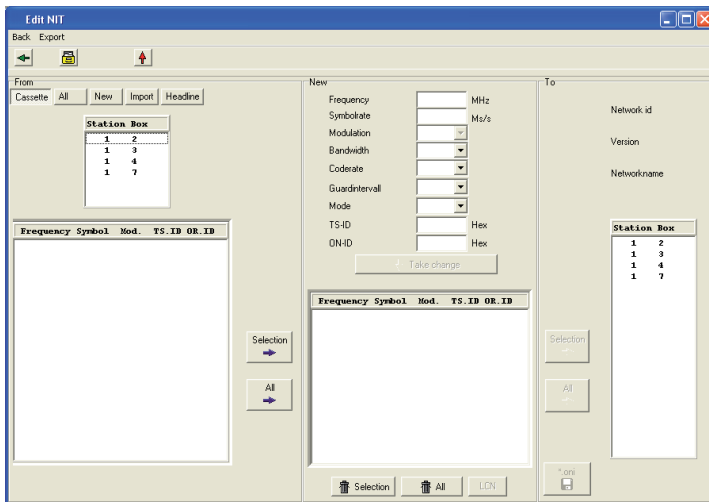 Edit NIT
Back Export
From
Cassette All New Import Headline
Station Box
1 2
1 3
1 4
1 7
Frequency Symbol Mod. TS.ID OR.ID
Selection
All
New
Frequency MHz
Symbolrate Ms/s
Modulation
Bandwidth
Coderate
Guardintervall
Mode
TS-ID Hex
ON-ID Hex
Take change
Frequency Symbol Mod. TS.ID OR.ID
Selection All LCN
To
Network id
Version
Networkname
Station Box
1 2
1 3
1 4
1 7
Selection
All
*.oni